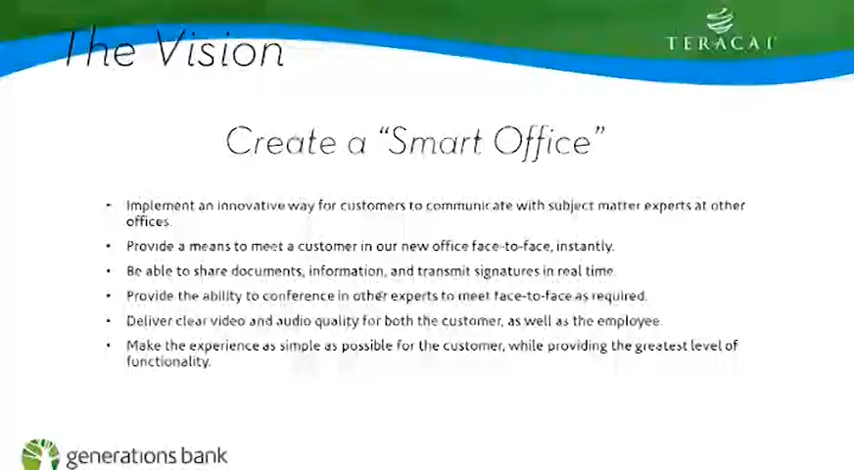 TERACAI
The Vision
Create a “Smart Office”
• Implement an innovative way for customers to communicate with subject matter experts at other
offices.
• Provide a means to meet a customer in our new office face-to-face, instantly.
• Be able to share documents, information, and transmit signatures in real time.
• Provide the ability to conference in other experts to meet face-to-face as required.
• Deliver clear video and audio quality for both the customer, as well as the employee.
• Make the experience as simple as possible for the customer, while providing the greatest level of
functionality.
generations bank